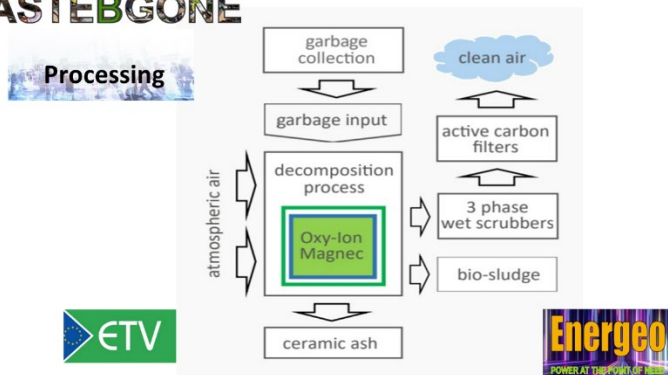 ASTEBGONE
Processing
garbage
collection
garbage input
atmospheric air
decomposition
process
Oxy-Ion
Magnec
ceramic ash
clean air
active carbon
filters
3 phase
wet scrubbers
bio-sludge
ETV
Energeo
POWER AT THE POINT OF NEED